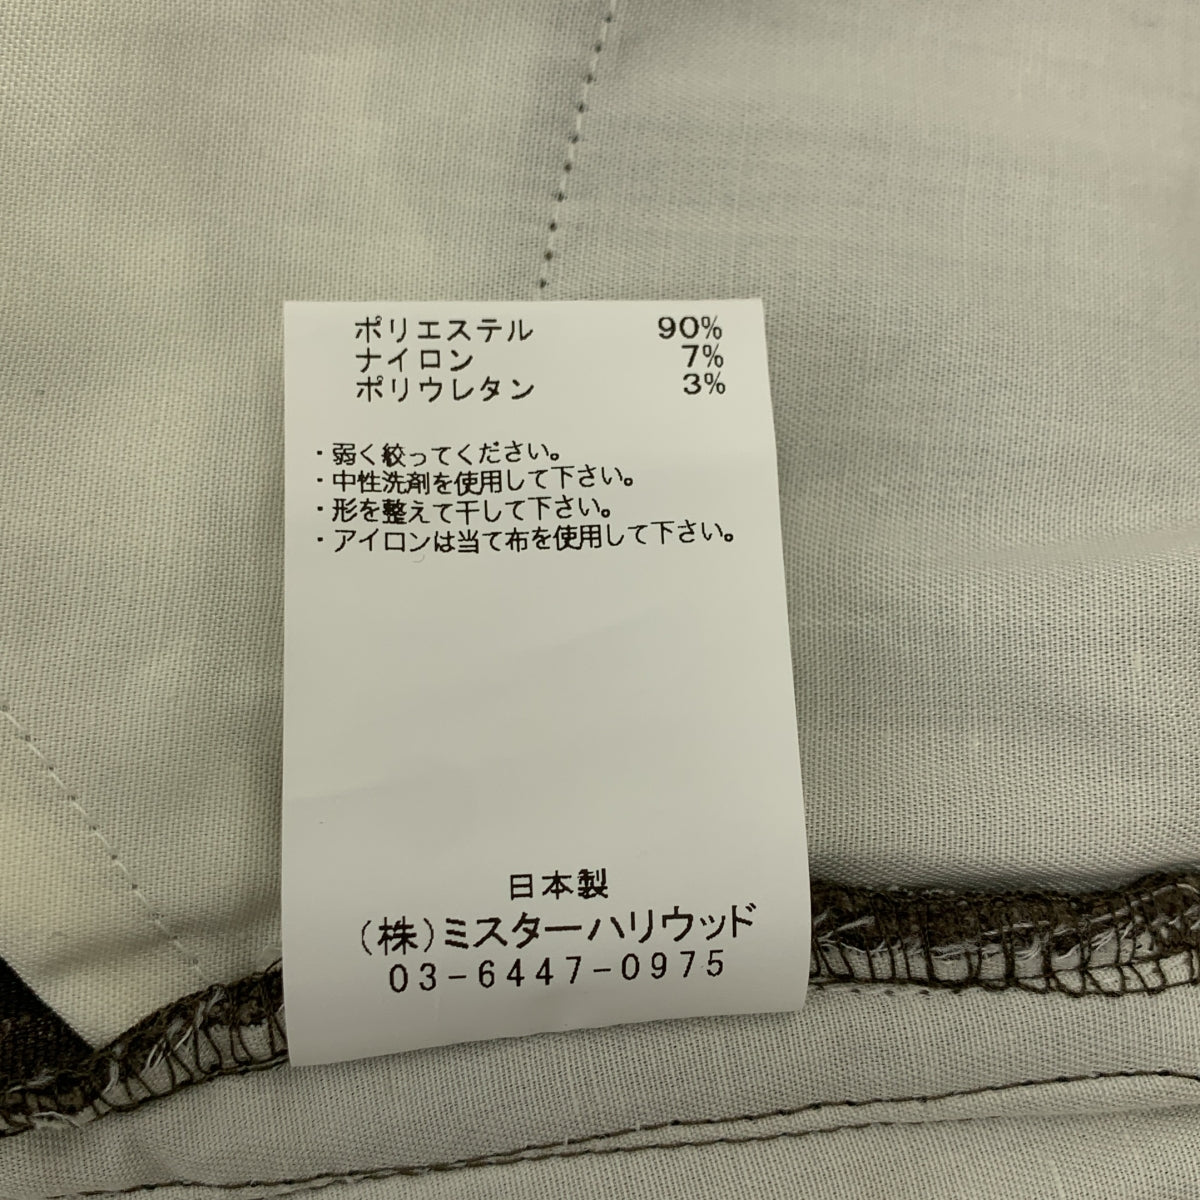 ポリエステル 90%
ナイロン 7%
ポリウレタン 3%
・弱く絞ってください。
・中性洗剤を使用して下さい。
・形を整えて干して下さい。
・アイロンは当て布を使用して下さい。
日本製
(株)ミスターハリウッド
03-6447-0975